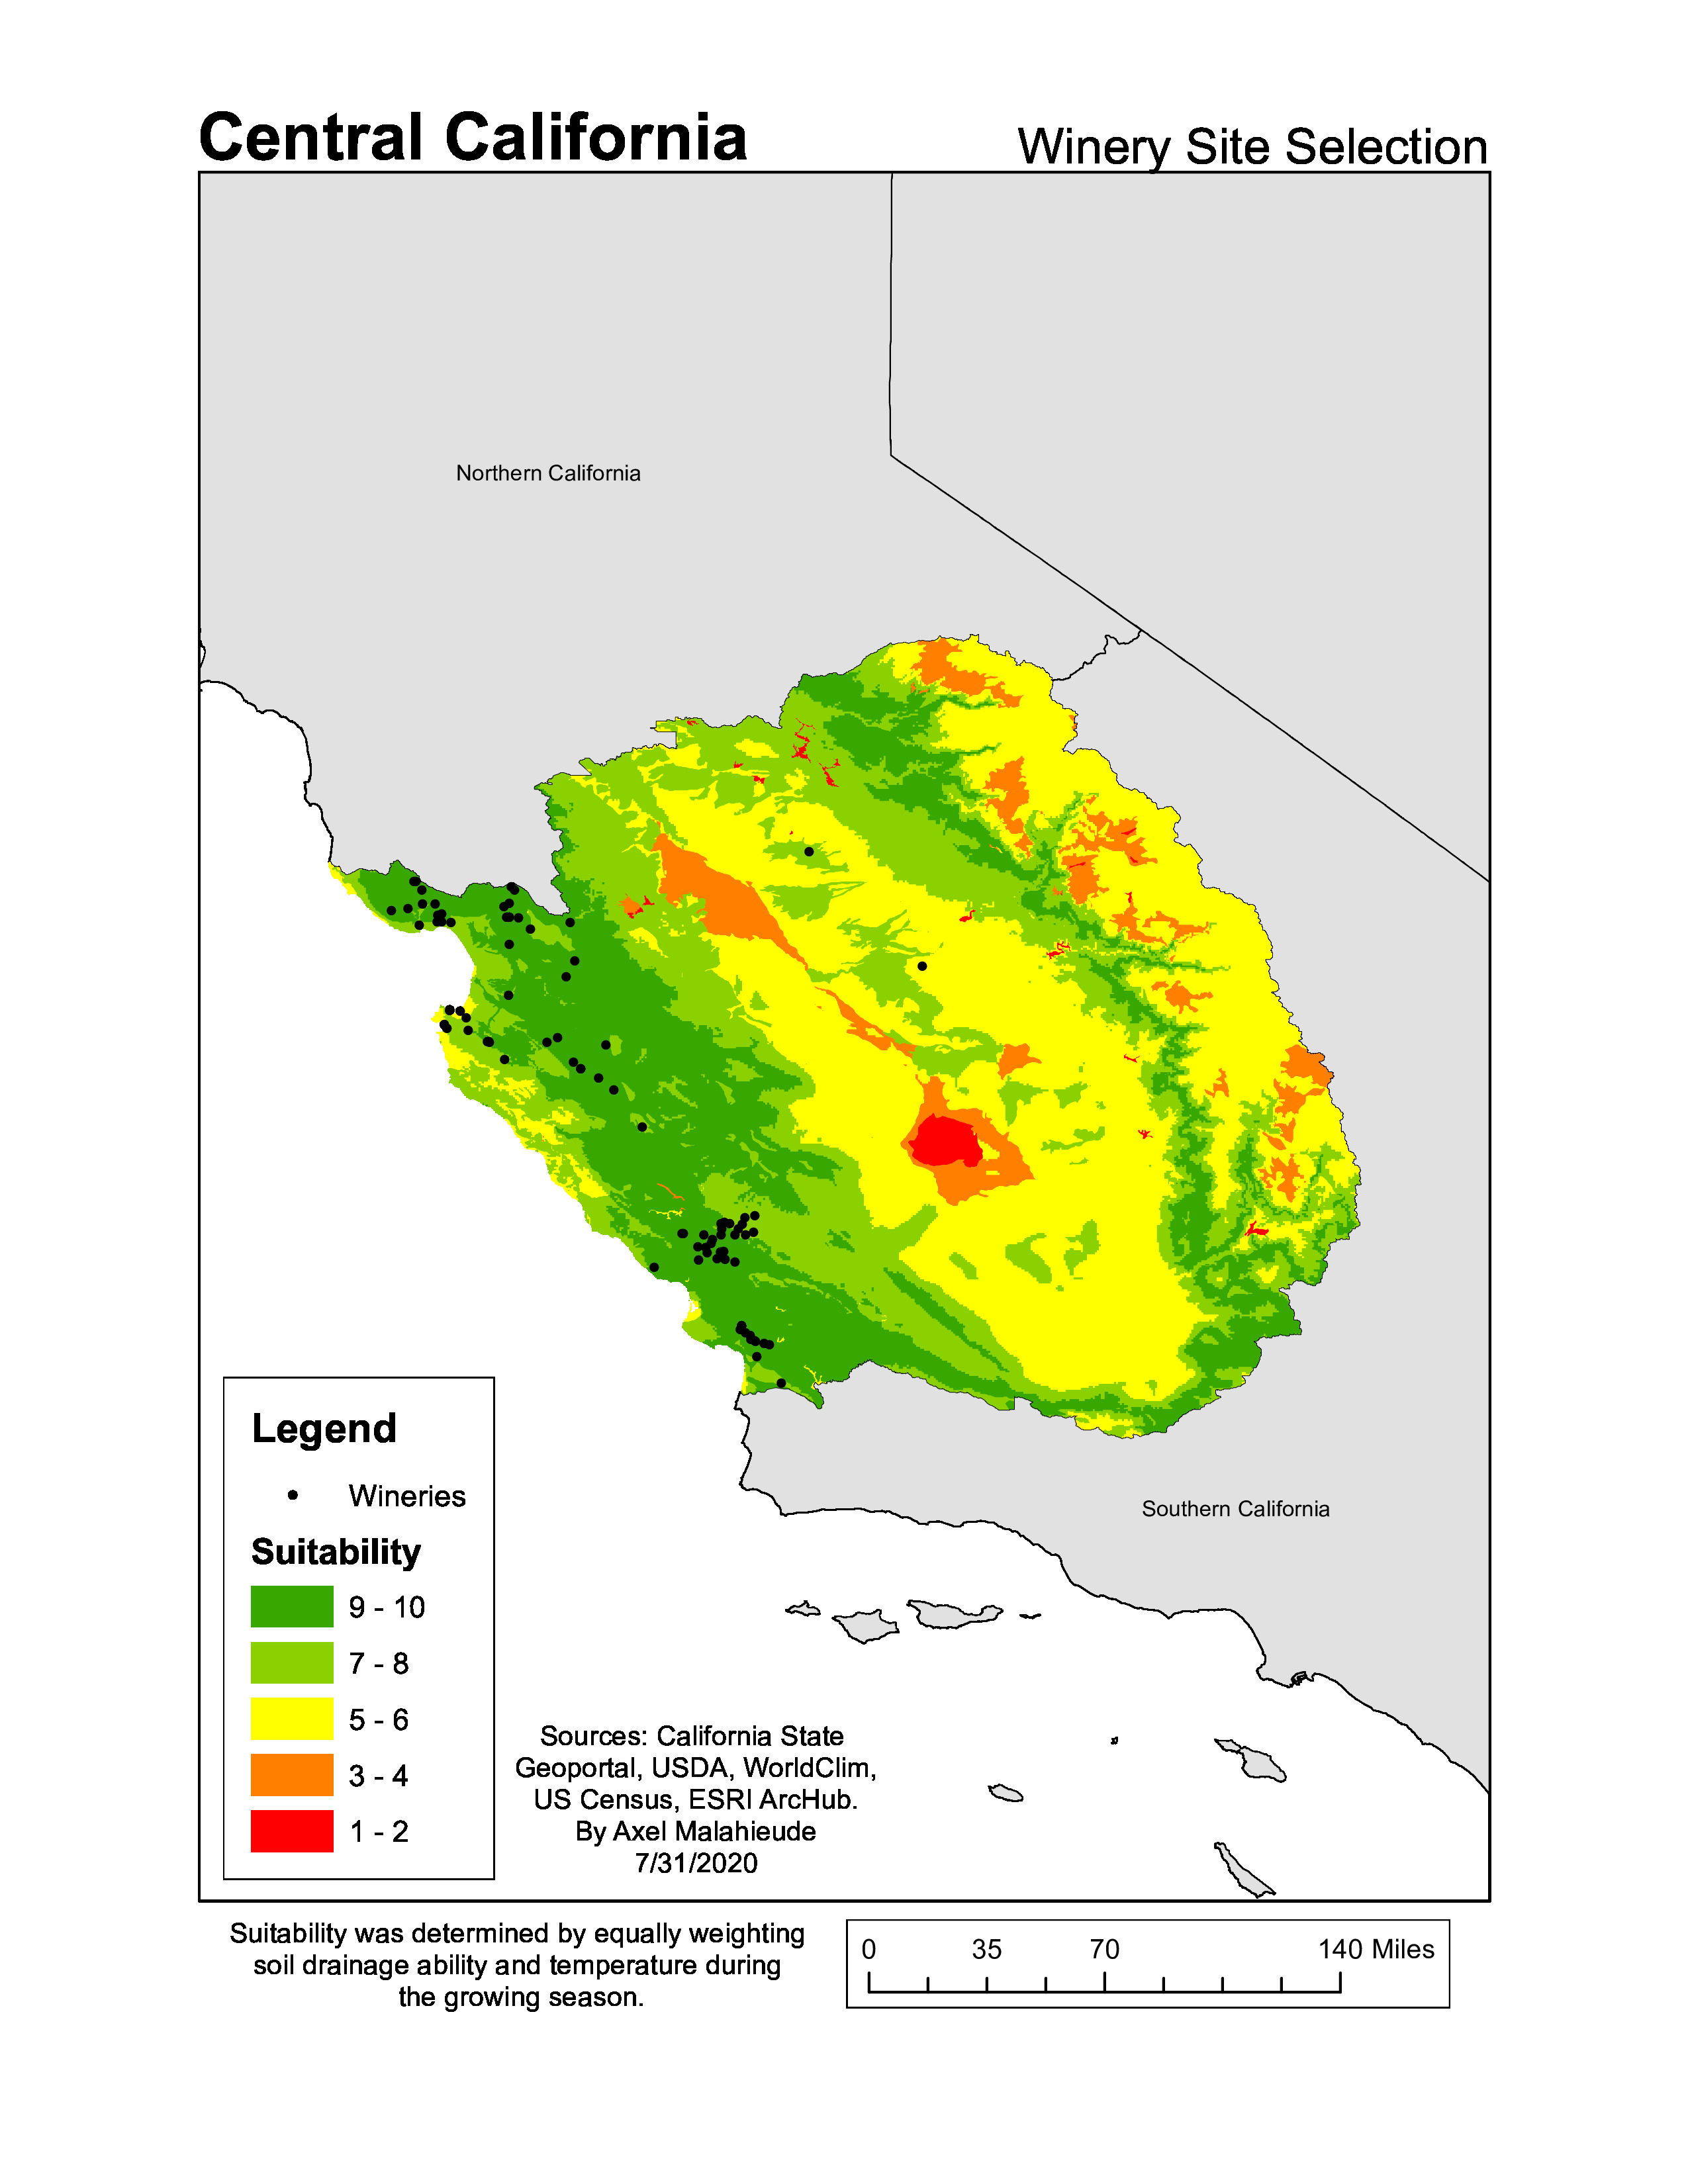 Central California
Winery Site Selection
Northern California
Southern California
Legend
Wineries
Suitability
9 - 10
7 - 8
5 - 6
3 - 4
1 - 2
Sources: California State
Geoportal, USDA, WorldClim,
US Census, ESRI ArcHub.
By Axel Malahieude
7/31/2020
Suitability was determined by equally weighting
soil drainage ability and temperature during
the growing season.
0 35 70 140 Miles